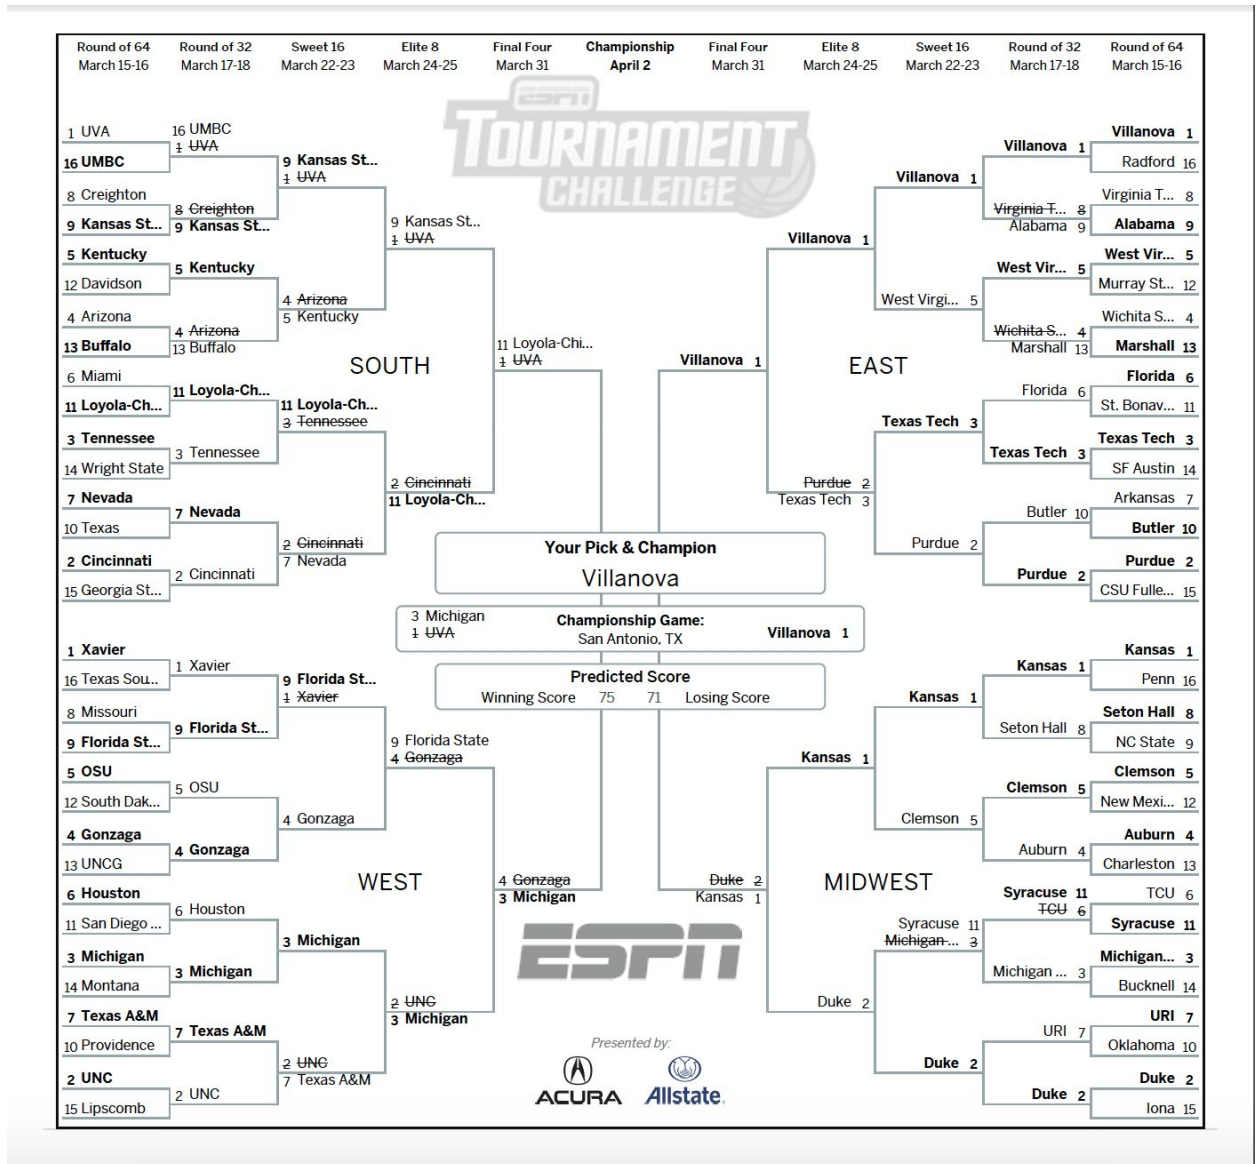 Round of 64 Round of 32 Sweet 16 Elite 8 Final Four Championship Final Four Elite 8 Sweet 16 Round of 32 Round of 64
March 15-16 March 17-18 March 22-23 March 24-25 March 31 April 2 March 31 March 24-25 March 22-23 March 17-18 March 15-16
ESPN
TOURNAMENT
CHALLENGE
1 UVA
16 UMBC
8 Creighton
9 Kansas St...
5 Kentucky
12 Davidson
4 Arizona
13 Buffalo
6 Miami
11 Loyola-Ch...
3 Tennessee
14 Wright State
7 Nevada
10 Texas
2 Cincinnati
15 Georgia St...
16 UMBC
1 UVA
8 Creighton
9 Kansas St...
5 Kentucky
4 Arizona
13 Buffalo
11 Loyola-Ch...
3 Tennessee
7 Nevada
2 Cincinnati
9 Kansas St...
1 UVA
4 Arizona
5 Kentucky
11 Loyola-Ch...
3 Tennessee
2 Cincinnati
7 Nevada
9 Kansas St...
1 UVA
2 Cincinnati
11 Loyola-Ch...
SOUTH
11 Loyola-Chi...
1 UVA
Villanova 1
EAST
Villanova 1
Purdue 2
Texas Tech 3
Villanova 1
West Virgi... 5
Texas Tech 3
Purdue 2
Villanova 1
Virginia T... 8
Alabama 9
West Vir... 5
Wichita S... 4
Marshall 13
Florida 6
Texas Tech 3
Butler 10
Purdue 2
Villanova 1
Radford 16
Virginia T... 8
Alabama 9
West Vir... 5
Murray St... 12
Wichita S... 4
Marshall 13
Florida 6
St. Bonav... 11
Texas Tech 3
SF Austin 14
Arkansas 7
Butler 10
Purdue 2
CSU Fulle... 15
Your Pick & Champion
Villanova
3 Michigan
1 UVA
Championship Game:
San Antonio, TX
Villanova 1
Predicted Score
Winning Score 75 71 Losing Score
1 Xavier
16 Texas Sou...
8 Missouri
9 Florida St...
5 OSU
12 South Dak...
4 Gonzaga
13 UNCG
6 Houston
11 San Diego ...
3 Michigan
14 Montana
7 Texas A&M
10 Providence
2 UNC
15 Lipscomb
1 Xavier
9 Florida St...
5 OSU
4 Gonzaga
6 Houston
3 Michigan
7 Texas A&M
2 UNC
9 Florida St...
1 Xavier
4 Gonzaga
3 Michigan
2 UNC
7 Texas A&M
9 Florida State
4 Gonzaga
2 UNC
3 Michigan
WEST
4 Gonzaga
3 Michigan
Duke 2
Kansas 1
MIDWEST
Kansas 1
Duke 2
Kansas 1
Clemson 5
Syracuse 11
Michigan ... 3
Duke 2
Kansas 1
Seton Hall 8
Clemson 5
Auburn 4
Syracuse 11
TCU 6
Michigan ... 3
URI 7
Duke 2
Kansas 1
Penn 16
Seton Hall 8
NC State 9
Clemson 5
New Mexi... 12
Auburn 4
Charleston 13
TCU 6
Syracuse 11
Michigan... 3
Bucknell 14
URI 7
Oklahoma 10
Duke 2
Iona 15
ESPN
Presented by:
ACURA Allstate.